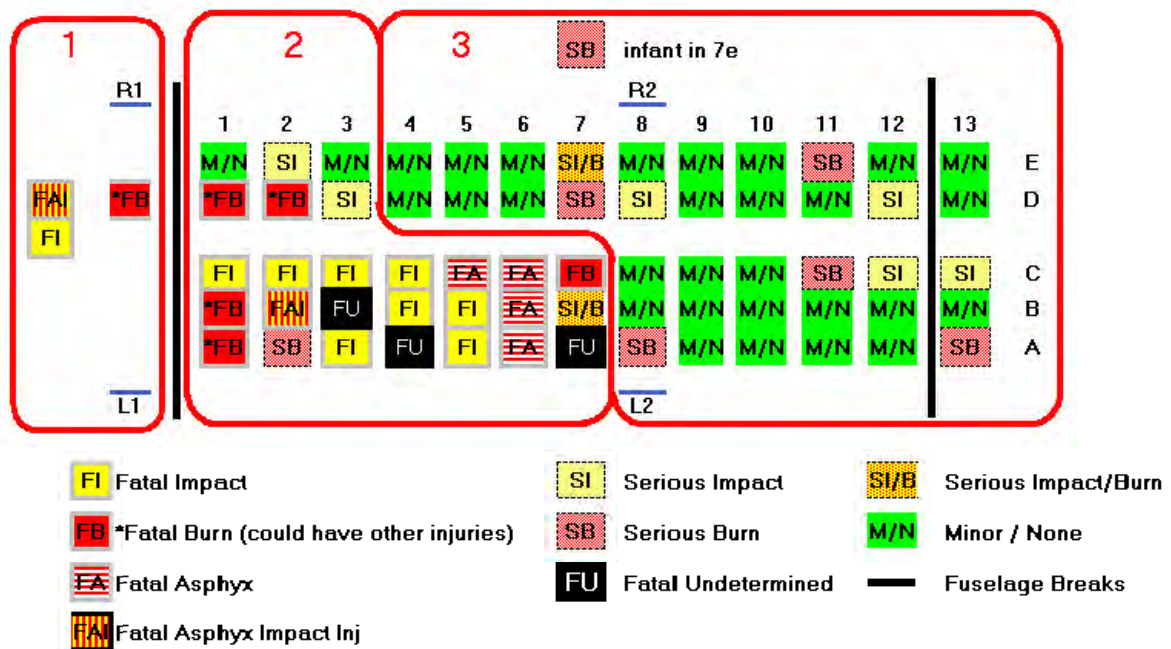 1 2 3 SB infant in 7e
R1 R2
1 2 3 4 5 6 7 8 9 10 11 12 13
M/N SI M/N M/N M/N M/N SI/B M/N M/N M/N SB M/N M/N E
FAI *FB *FB *FB SI M/N M/N M/N SB SI M/N M/N M/N SI M/N D
FI
FI FI FI FI FA FA FB M/N M/N M/N SB SI SI C
*FB FAI FU FI FI FA SI/B M/N M/N M/N M/N M/N M/N B
*FB SB FI FU FI FA FU SB M/N M/N M/N M/N SB A
L1 L2
FI Fatal Impact SI Serious Impact SI/B Serious Impact/Burn
FB *Fatal Burn (could have other injuries) SB Serious Burn M/N Minor / None
FA Fatal Asphyx FU Fatal Undetermined Fuselage Breaks
FAI Fatal Asphyx Impact Inj